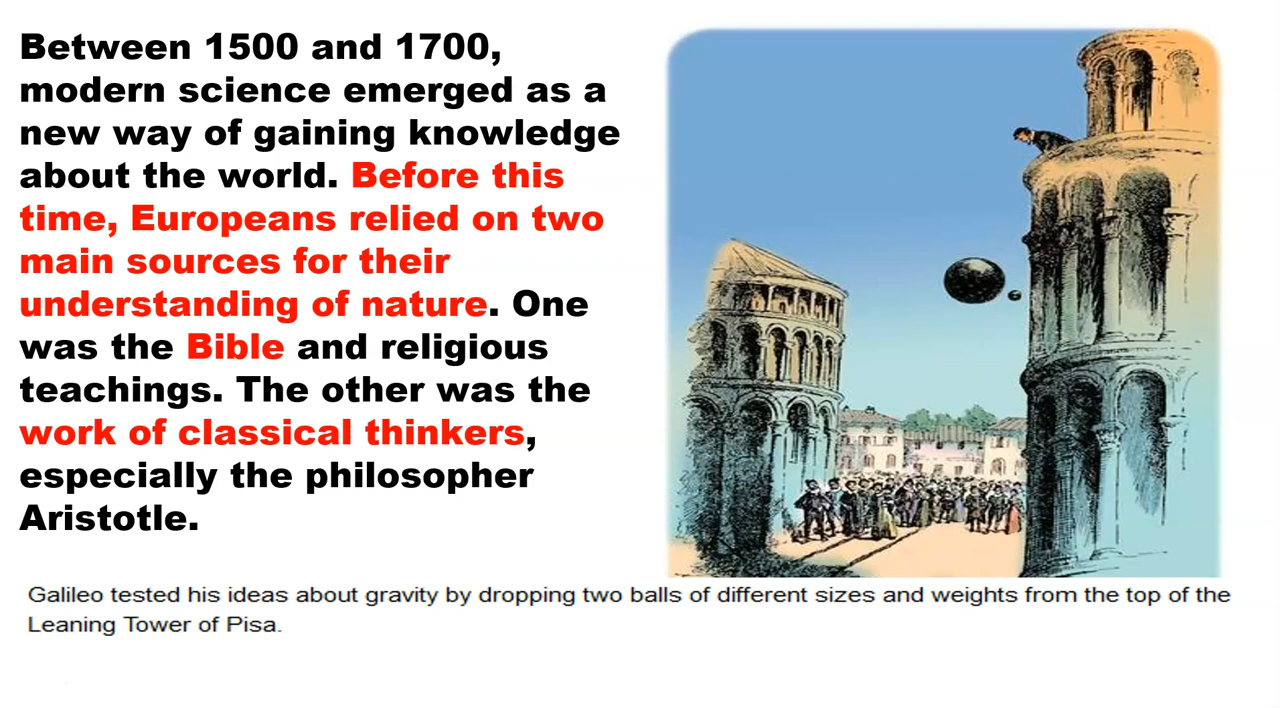 Between 1500 and 1700,
modern science emerged as a
new way of gaining knowledge
about the world. Before this
time, Europeans relied on two
main sources for their
understanding of nature. One
was the Bible and religious
teachings. The other was the
work of classical thinkers,
especially the philosopher
Aristotle.
Galileo tested his ideas about gravity by dropping two balls of different sizes and weights from the top of the
Leaning Tower of Pisa.